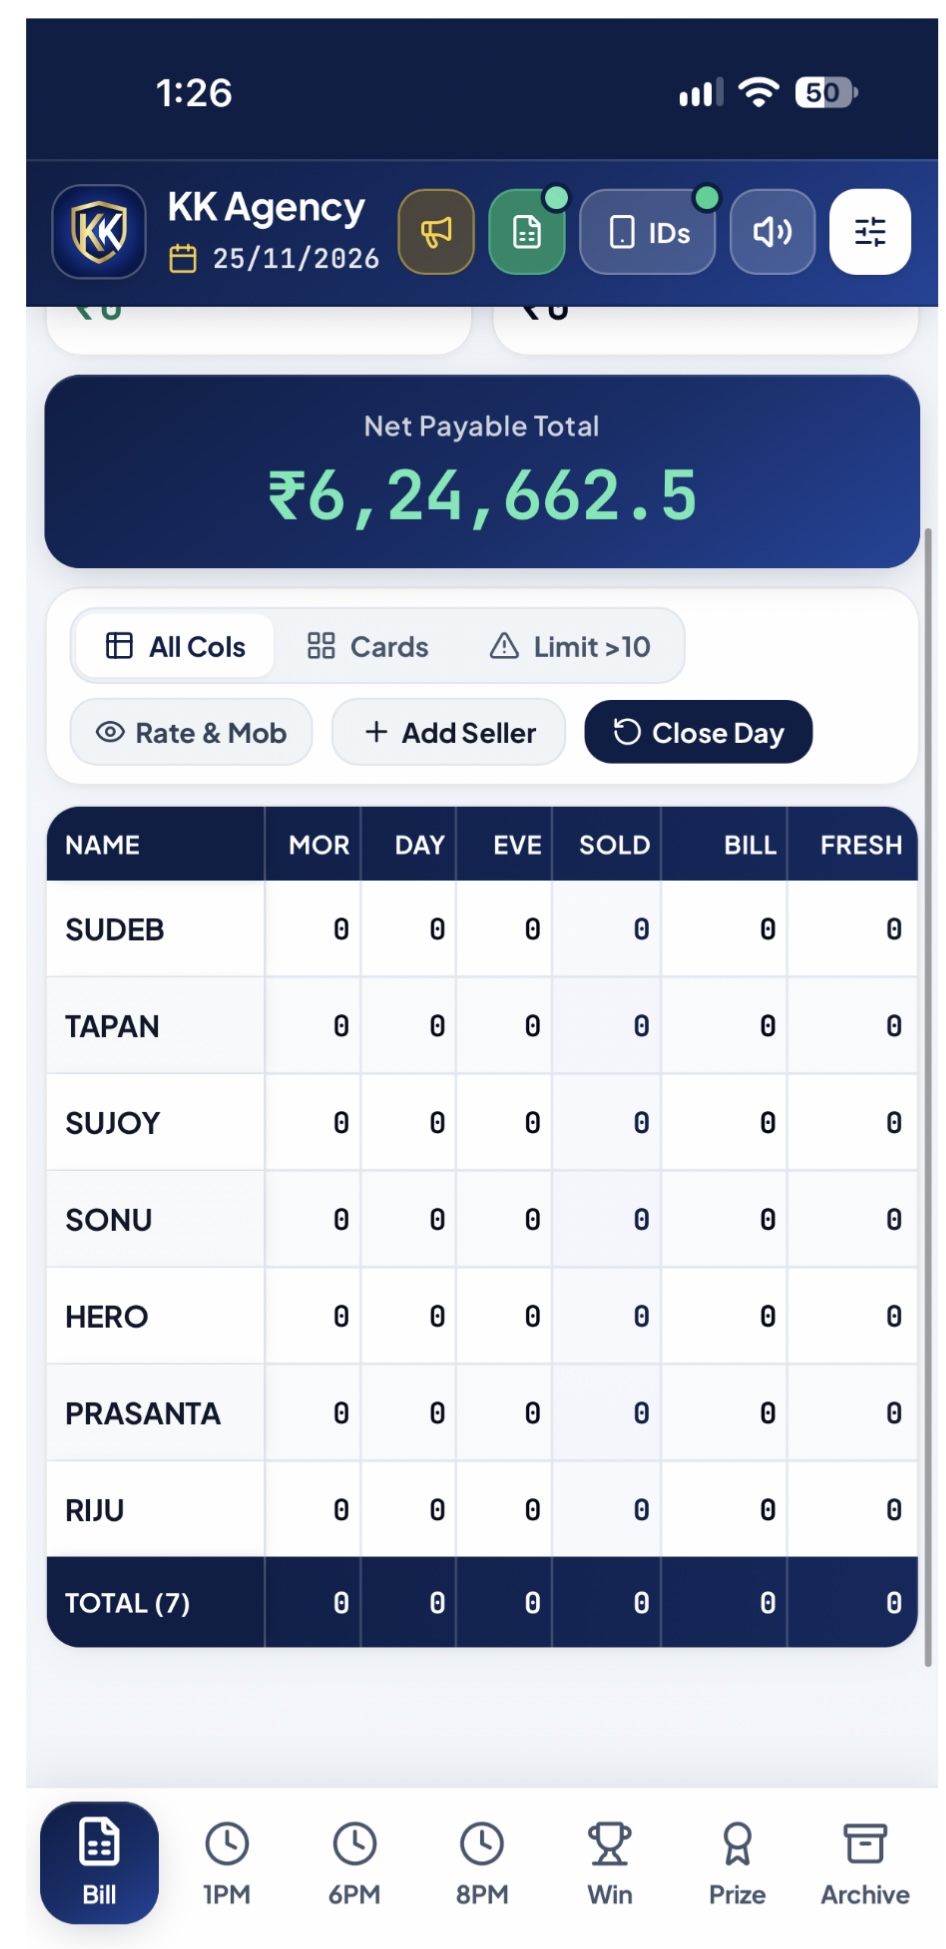 1:26
50
KK
KK Agency
25/11/2026
IDs
₹0 ₹0
Net Payable Total
₹6,24,662.5
All Cols Cards Limit >10
Rate & Mob + Add Seller Close Day
NAME MOR DAY EVE SOLD BILL FRESH
SUDEB 0 0 0 0 0 0
TAPAN 0 0 0 0 0 0
SUJOY 0 0 0 0 0 0
SONU 0 0 0 0 0 0
HERO 0 0 0 0 0 0
PRASANTA 0 0 0 0 0 0
RIJU 0 0 0 0 0 0
TOTAL (7) 0 0 0 0 0 0
Bill 1PM 6PM 8PM Win Prize Archive